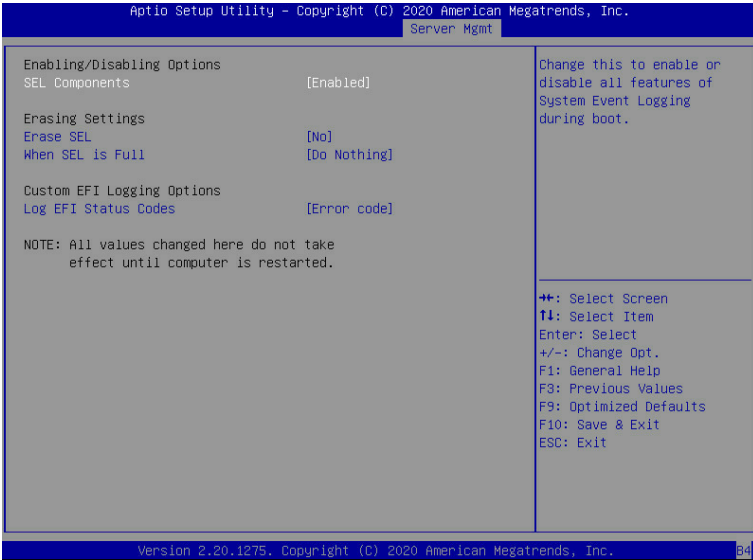 Aptio Setup Utility – Copyright (C) 2020 American Megatrends, Inc.
Server Mgmt
Enabling/Disabling Options
SEL Components [Enabled]
Erasing Settings
Erase SEL [No]
When SEL is Full [Do Nothing]
Custom EFI Logging Options
Log EFI Status Codes [Error code]
NOTE: All values changed here do not take
effect until computer is restarted.
Change this to enable or
disable all features of
System Event Logging
during boot.
→←: Select Screen
↑↓: Select Item
Enter: Select
+/-: Change Opt.
F1: General Help
F3: Previous Values
F9: Optimized Defaults
F10: Save & Exit
ESC: Exit
Version 2.20.1275. Copyright (C) 2020 American Megatrends, Inc.
B4